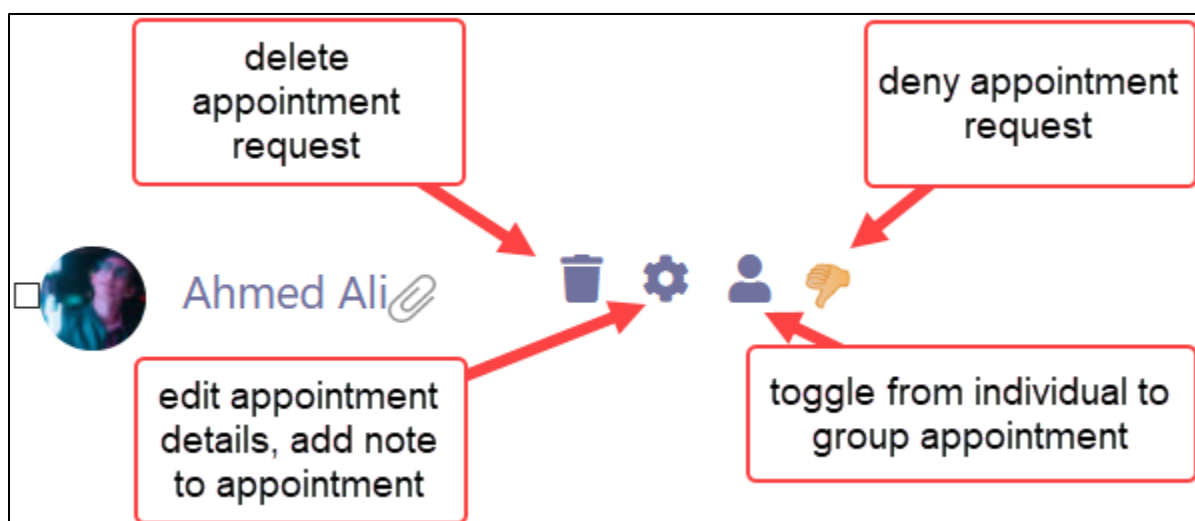 delete
appointment
request
deny appointment
request
Ahmed Ali
edit appointment
details, add note
to appointment
toggle from individual to
group appointment